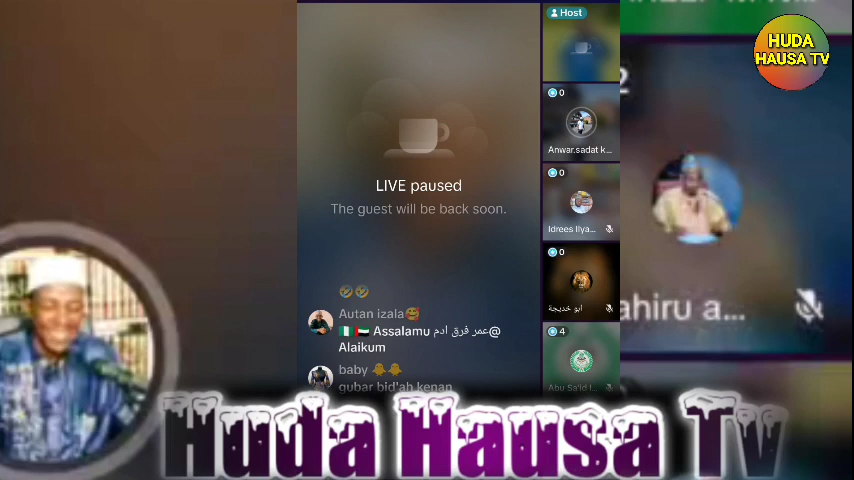 Host
HUDA
HAUSA TV
0
Anwar.sadat k...
LIVE paused
The guest will be back soon.
0
Idrees Ilya...
0
ابو خديجة
ahiru a...
🤣🤣
Autan izala🥰
🇳🇬🇦🇪 Assalamu عمر فرق ادم@
Alaikum
baby 🐥🐥
gubar bid'ah kenan
4
Abu Sa'id I...
Huda Hausa Tv